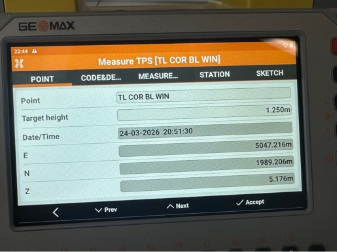 GEOMAX
22:44
Measure TPS [TL COR BL WIN]
POINT CODE&DE... MEASURE... STATION SKETCH
Point TL COR BL WIN
Target height 1.250m
Date/Time 24-03-2026 20:51:30
E 5047.216m
N 1989.206m
Z 5.176m
Prev Next Accept